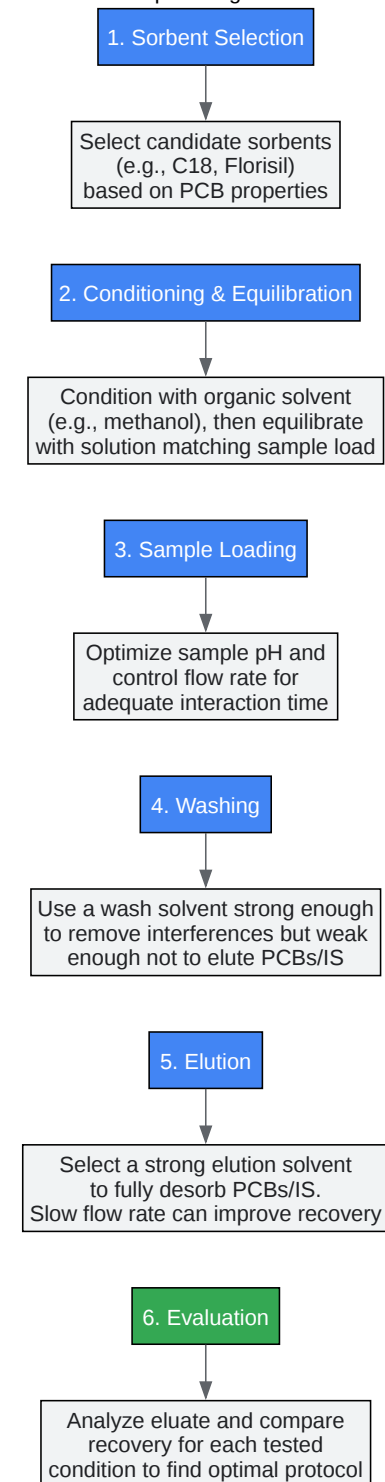 1. Sorbent Selection
Select candidate sorbents
(e.g., C18, Florisil)
based on PCB properties
2. Conditioning & Equilibration
Condition with organic solvent
(e.g., methanol), then equilibrate
with solution matching sample load
3. Sample Loading
Optimize sample pH and
control flow rate for
adequate interaction time
4. Washing
Use a wash solvent strong enough
to remove interferences but weak
enough not to elute PCBs/IS
5. Elution
Select a strong elution solvent
to fully desorb PCBs/IS.
Slow flow rate can improve recovery
6. Evaluation
Analyze eluate and compare
recovery for each tested
condition to find optimal protocol